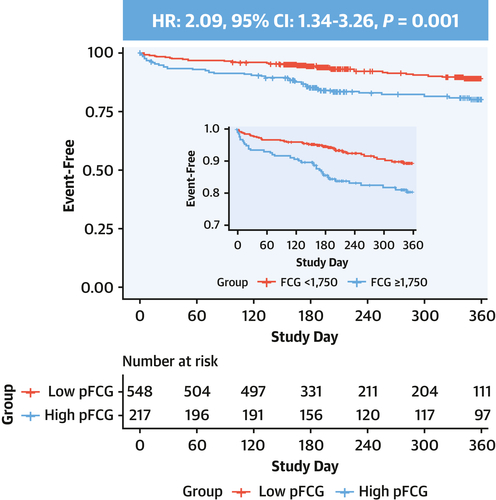 HR: 2.09, 95% CI: 1.34-3.26, P = 0.001
100
0.75
0.50
0.25
0.00
Event-Free
1.0
0.9
0.8
0.7
Event-Free
0 60 120 180 240 300 360
Study Day
Group FCG <1,750 FCG ≥1,750
0 60 120 180 240 300 360
Study Day
Number at risk
Group
Low pFCG 548 504 497 331 211 204 111
High pFCG 217 196 191 156 120 117 97
0 60 120 180 240 300 360
Study Day
Group Low pFCG High pFCG